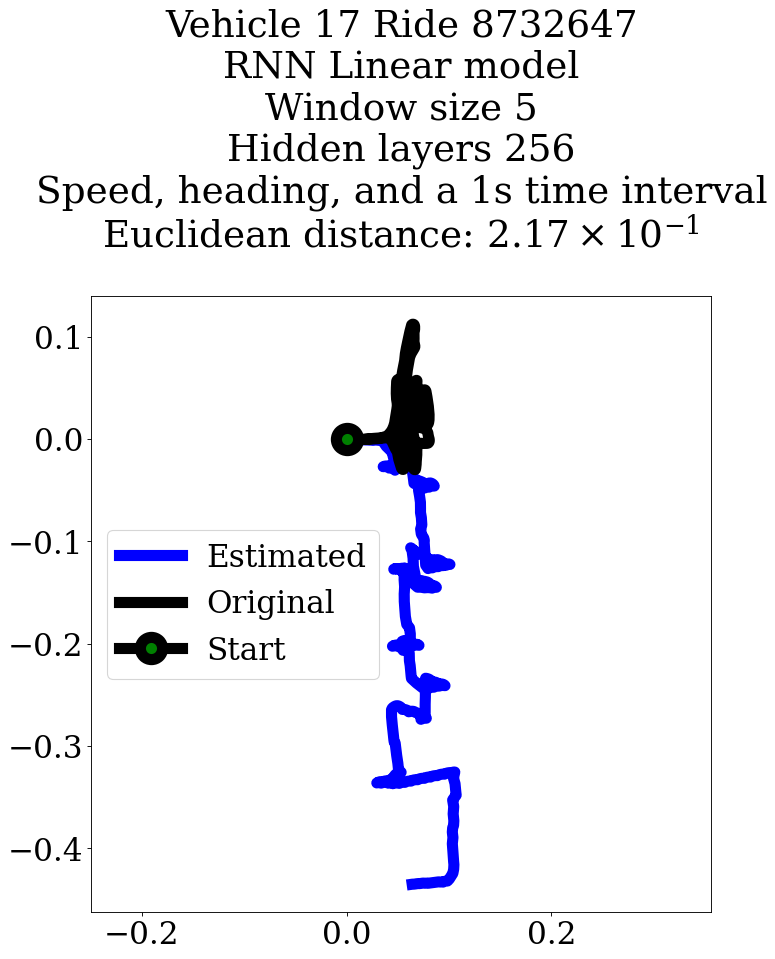 Vehicle 17 Ride 8732647
RNN Linear model
Window size 5
Hidden layers 256
Speed, heading, and a 1s time interval
Euclidean distance: 2.17 × 10⁻¹
0.1
0.0
−0.1
−0.2
−0.3
−0.4
Estimated
Original
Start
−0.2 0.0 0.2